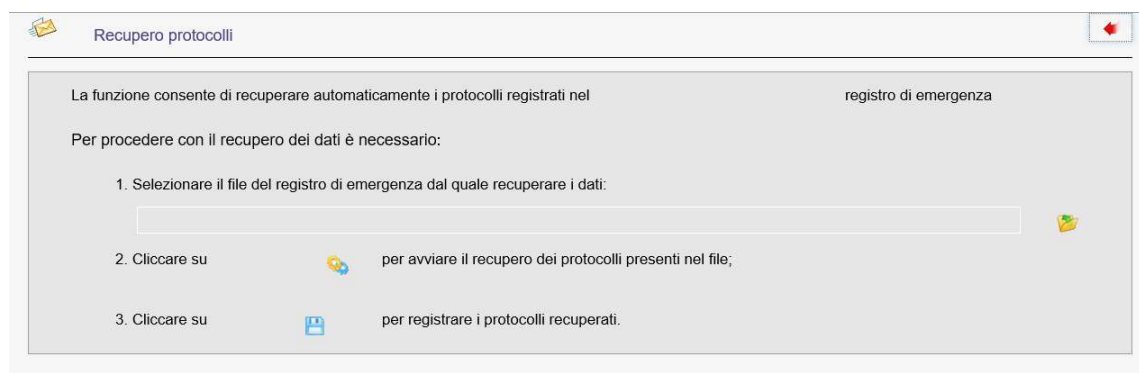 Recupero protocolli
La funzione consente di recuperare automaticamente i protocolli registrati nel registro di emergenza
Per procedere con il recupero dei dati è necessario:
1. Selezionare il file del registro di emergenza dal quale recuperare i dati:
2. Cliccare su per avviare il recupero dei protocolli presenti nel file;
3. Cliccare su per registrare i protocolli recuperati.